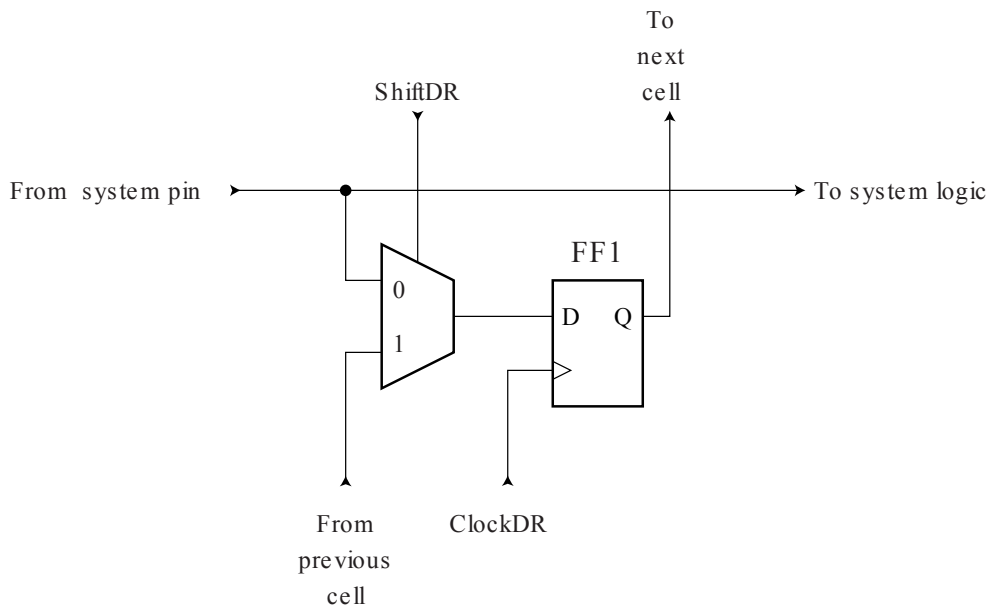 To
next
cell
ShiftDR
From system pin
To system logic
FF1
0
D Q
1
From
previous
cell
ClockDR